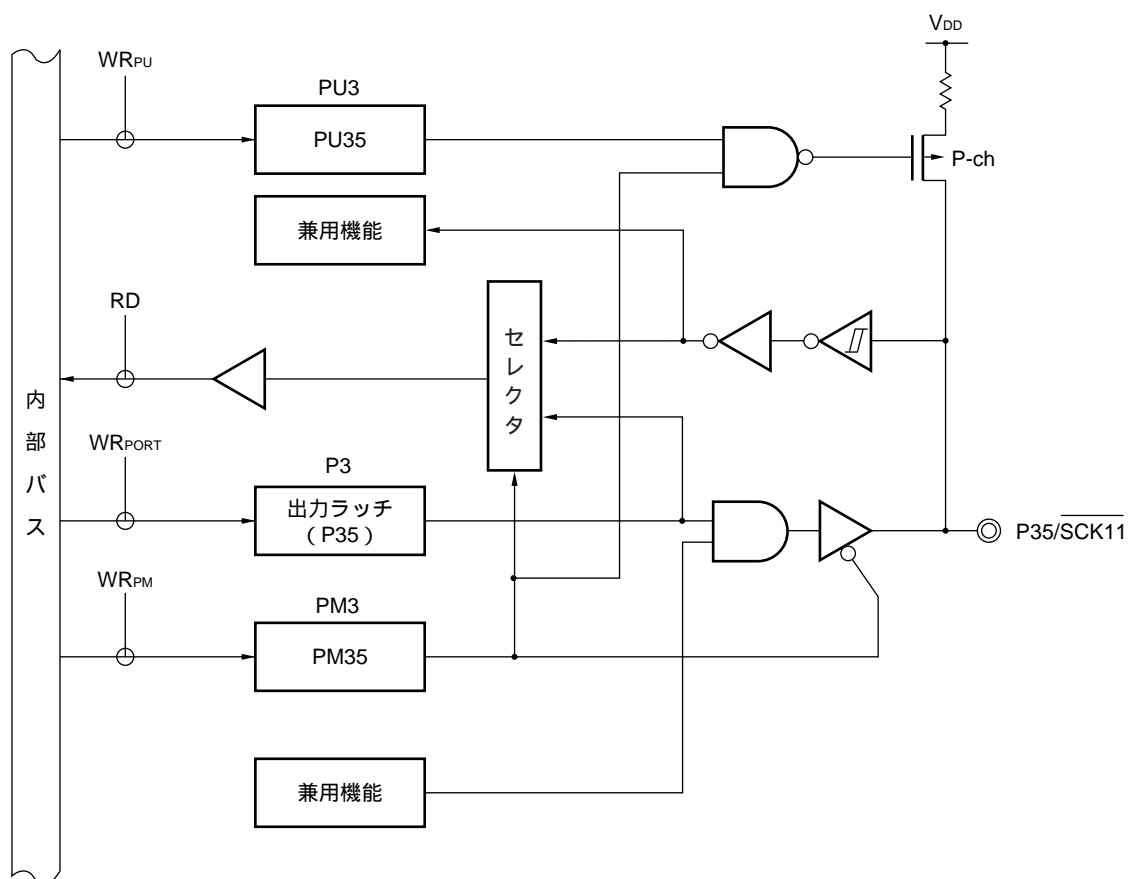 VDD
WRPU
PU3
PU35
P-ch
兼用機能
RD
セレクタ
内部バス
WRPORT
P3
出力ラッチ
（P35）
P35/SCK11
WRPM
PM3
PM35
兼用機能